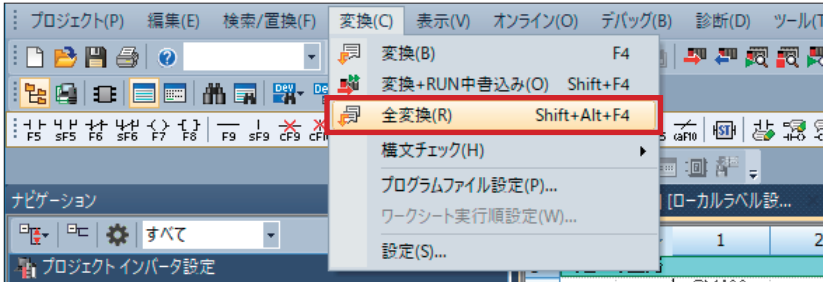 プロジェクト(P) 編集(E) 検索/置換(F) 変換(C) 表示(V) オンライン(O) デバッグ(B) 診断(D) ツール(T
変換(B) F4
変換+RUN中書込み(O) Shift+F4
全変換(R) Shift+Alt+F4
構文チェック(H)
プログラムファイル設定(P)...
ワークシート実行順設定(W)...
設定(S)...
F5 sF5 F6 sF6 F7 F8 F9 sF9 cF9 caF10
ナビゲーション
[ローカルラベル設...
すべて
1 2
プロジェクト インバータ設定